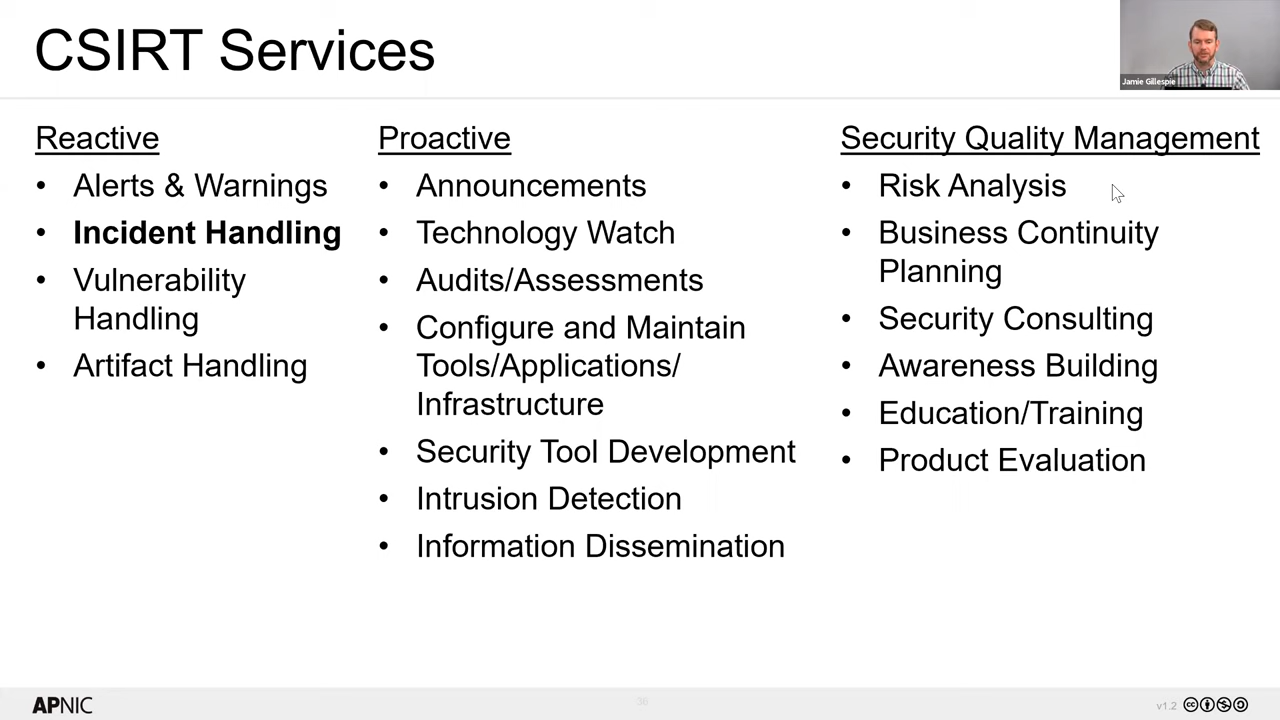 CSIRT Services
Jamie Gillespie
Reactive
• Alerts & Warnings
• Incident Handling
• Vulnerability
Handling
• Artifact Handling
Proactive
• Announcements
• Technology Watch
• Audits/Assessments
• Configure and Maintain
Tools/Applications/
Infrastructure
• Security Tool Development
• Intrusion Detection
• Information Dissemination
Security Quality Management
• Risk Analysis
• Business Continuity
Planning
• Security Consulting
• Awareness Building
• Education/Training
• Product Evaluation
APNIC
36
v1.2